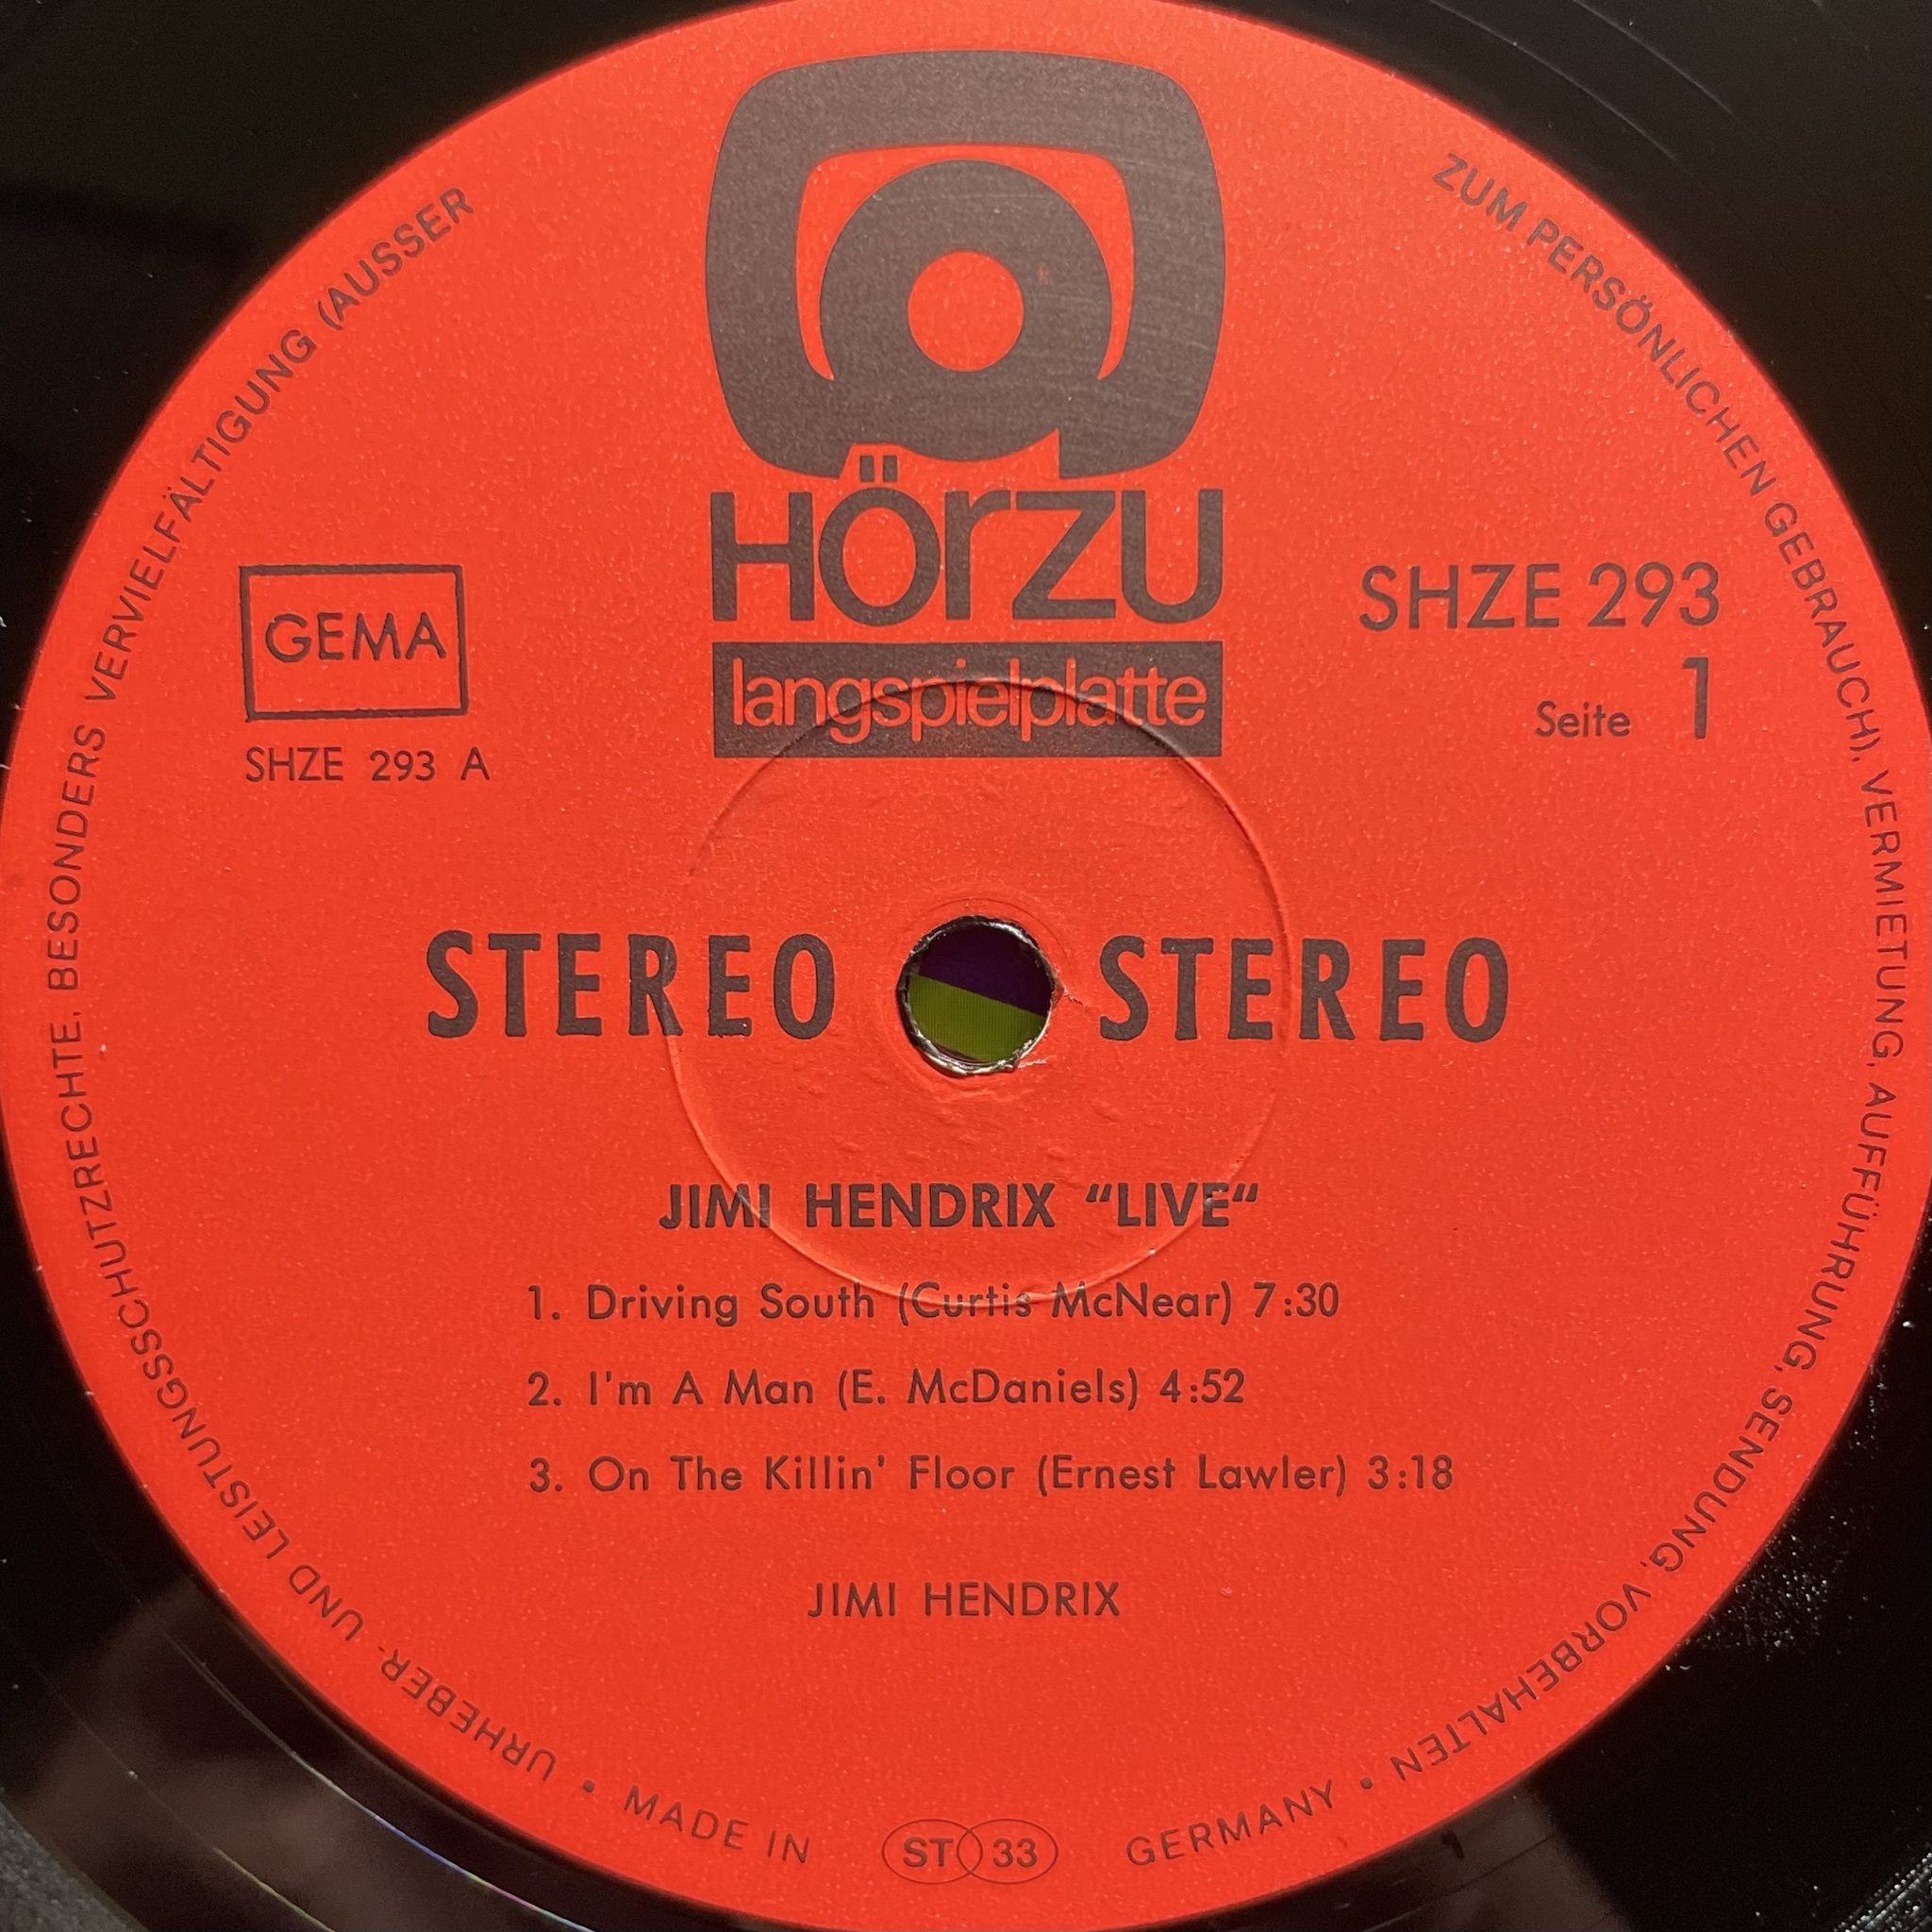 HÖRZU
langspielplatte
GEMA
SHZE 293 A
SHZE 293
Seite 1
STEREO STEREO
JIMI HENDRIX “LIVE“
1. Driving South (Curtis McNear) 7:30
2. I'm A Man (E. McDaniels) 4:52
3. On The Killin' Floor (Ernest Lawler) 3:18
JIMI HENDRIX
URHEBER- UND LEISTUNGSSCHUTZRECHTE, BESONDERS VERVIELFÄLTIGUNG (AUSSER ZUM PERSÖNLICHEN GEBRAUCH), VERMIETUNG, AUFFÜHRUNG, SENDUNG, VORBEHALTEN •
• MADE IN ST 33 GERMANY